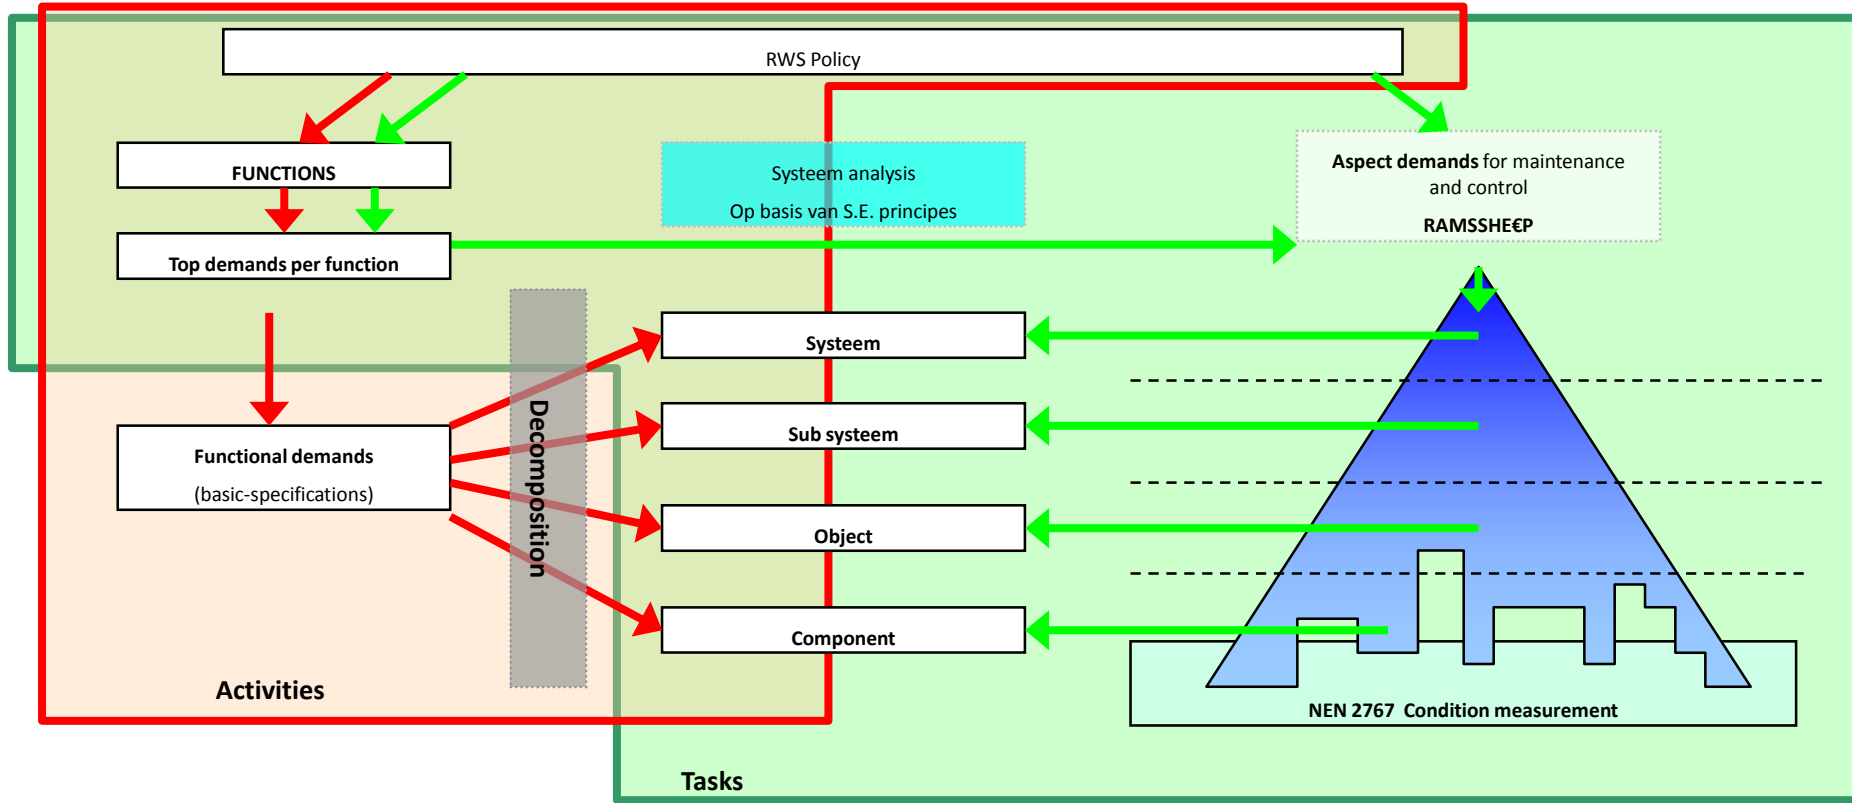 RWS Policy
FUNCTIONS
Systeem analysis
Op basis van S.E. principes
Aspect demands for maintenance
and control
RAMSSHE€P
Top demands per function
Systeem
Decomposition
Sub systeem
Functional demands
(basic-specifications)
Object
Component
Activities
NEN 2767 Condition measurement
Tasks